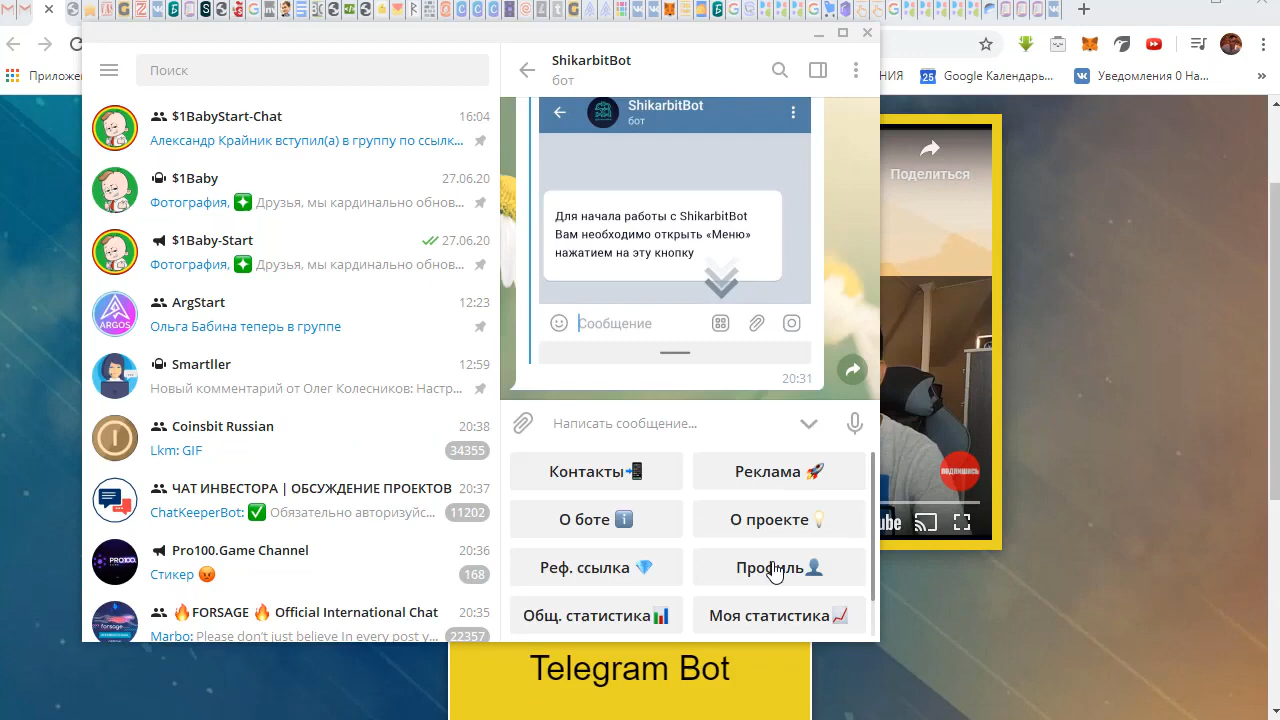 Приложе
НИЯ
Google Календарь...
Уведомления 0 На...
»
Поиск
$1BabyStart-Chat
16:04
Александр Крайник вступил(а) в группу по ссылк...
$1Baby
27.06.20
Фотография, ✳️ Друзья, мы кардинально обнов...
$1Baby-Start
27.06.20
Фотография, ✳️ Друзья, мы кардинально обнов...
ArgStart
12:23
Ольга Бабина теперь в группе
ARGOS
Smartller
12:59
Новый комментарий от Олег Колесников: Настр...
Coinsbit Russian
20:38
Lkm: GIF
34355
ЧАТ ИНВЕСТОРА | ОБСУЖДЕНИЕ ПРОЕКТОВ
20:37
ChatKeeperBot: ✅ Обязательно авторизуйс...
11202
Pro100.Game Channel
20:36
Стикер 😡
168
PRO100
🔥FORSAGE 🔥 Official International Chat
20:35
Marbo: Please don't just believe In every post y...
22357
ShikarbitBot
бот
ShikarbitBot
бот
Для начала работы с ShikarbitBot
Вам необходимо открыть «Меню»
нажатием на эту кнопку
Сообщение
20:31
Написать сообщение...
Контакты📲
Реклама 🚀
О боте ℹ️
О проекте💡
Реф. ссылка 💎
Профиль👤
Общ. статистика📊
Моя статистика📈
Поделиться
ПОДПИШИСЬ
ube
Telegram Bot